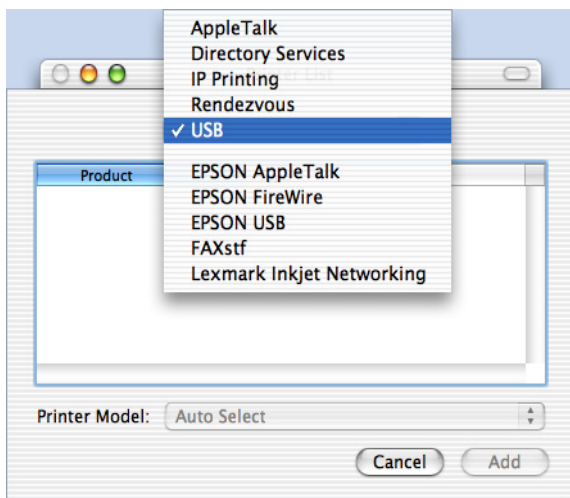 AppleTalk
Directory Services
IP Printing
Rendezvous
✓ USB
EPSON AppleTalk
EPSON FireWire
EPSON USB
FAXstf
Lexmark Inkjet Networking
List
Product
Printer Model: Auto Select
Cancel Add